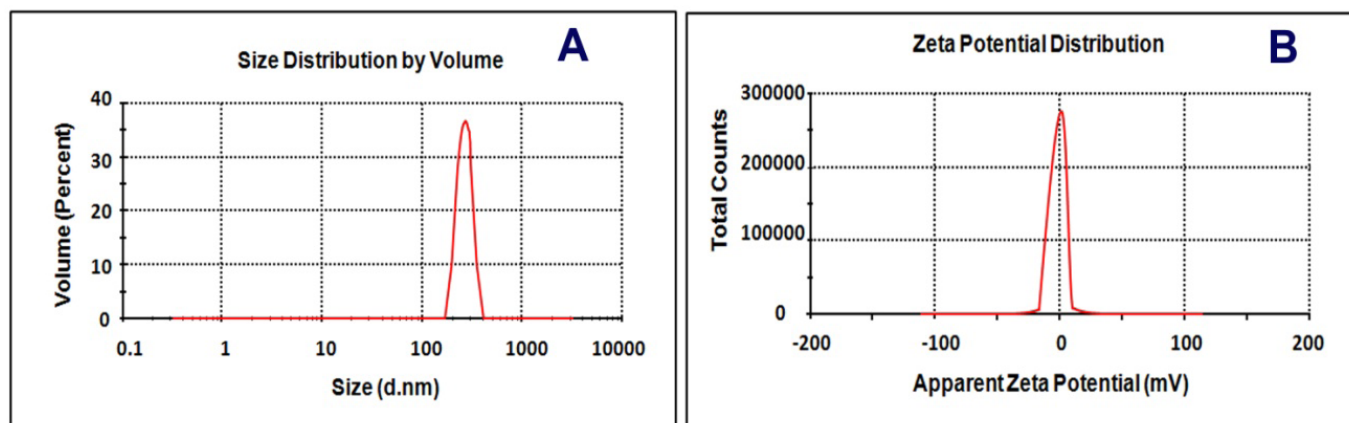 A
Size Distribution by Volume
Volume (Percent)
40
30
20
10
0
0.1 1 10 100 1000 10000
Size (d.nm)
B
Zeta Potential Distribution
Total Counts
300000
200000
100000
0
-200 -100 0 100 200
Apparent Zeta Potential (mV)